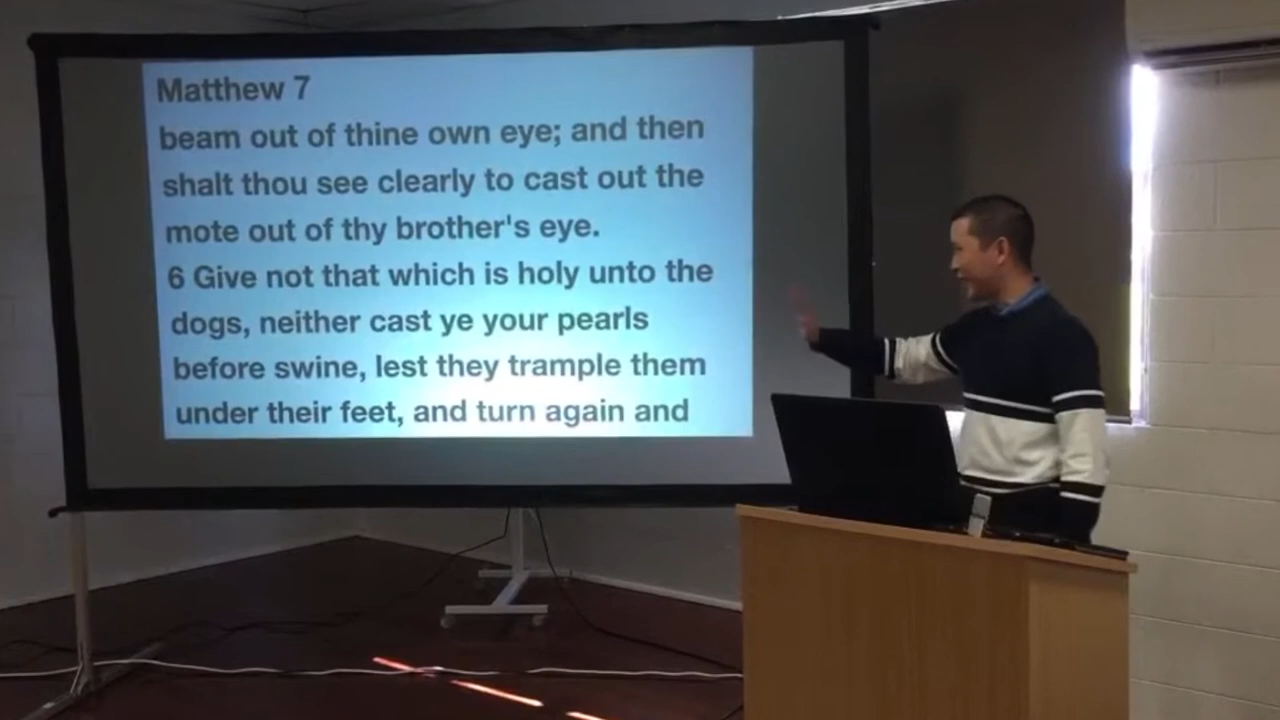 Matthew 7
beam out of thine own eye; and then
shalt thou see clearly to cast out the
mote out of thy brother's eye.
6 Give not that which is holy unto the
dogs, neither cast ye your pearls
before swine, lest they trample them
under their feet, and turn again and